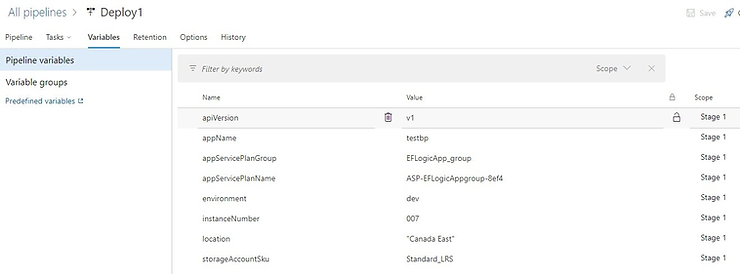 All pipelines > Deploy1
Save
Pipeline Tasks Variables Retention Options History
Pipeline variables
Variable groups
Predefined variables
Filter by keywords Scope
Name Value Scope
apiVersion v1 Stage 1
appName testbp Stage 1
appServicePlanGroup EFLogicApp_group Stage 1
appServicePlanName ASP-EFLogicAppgroup-8ef4 Stage 1
environment dev Stage 1
instanceNumber 007 Stage 1
location "Canada East" Stage 1
storageAccountSku Standard_LRS Stage 1